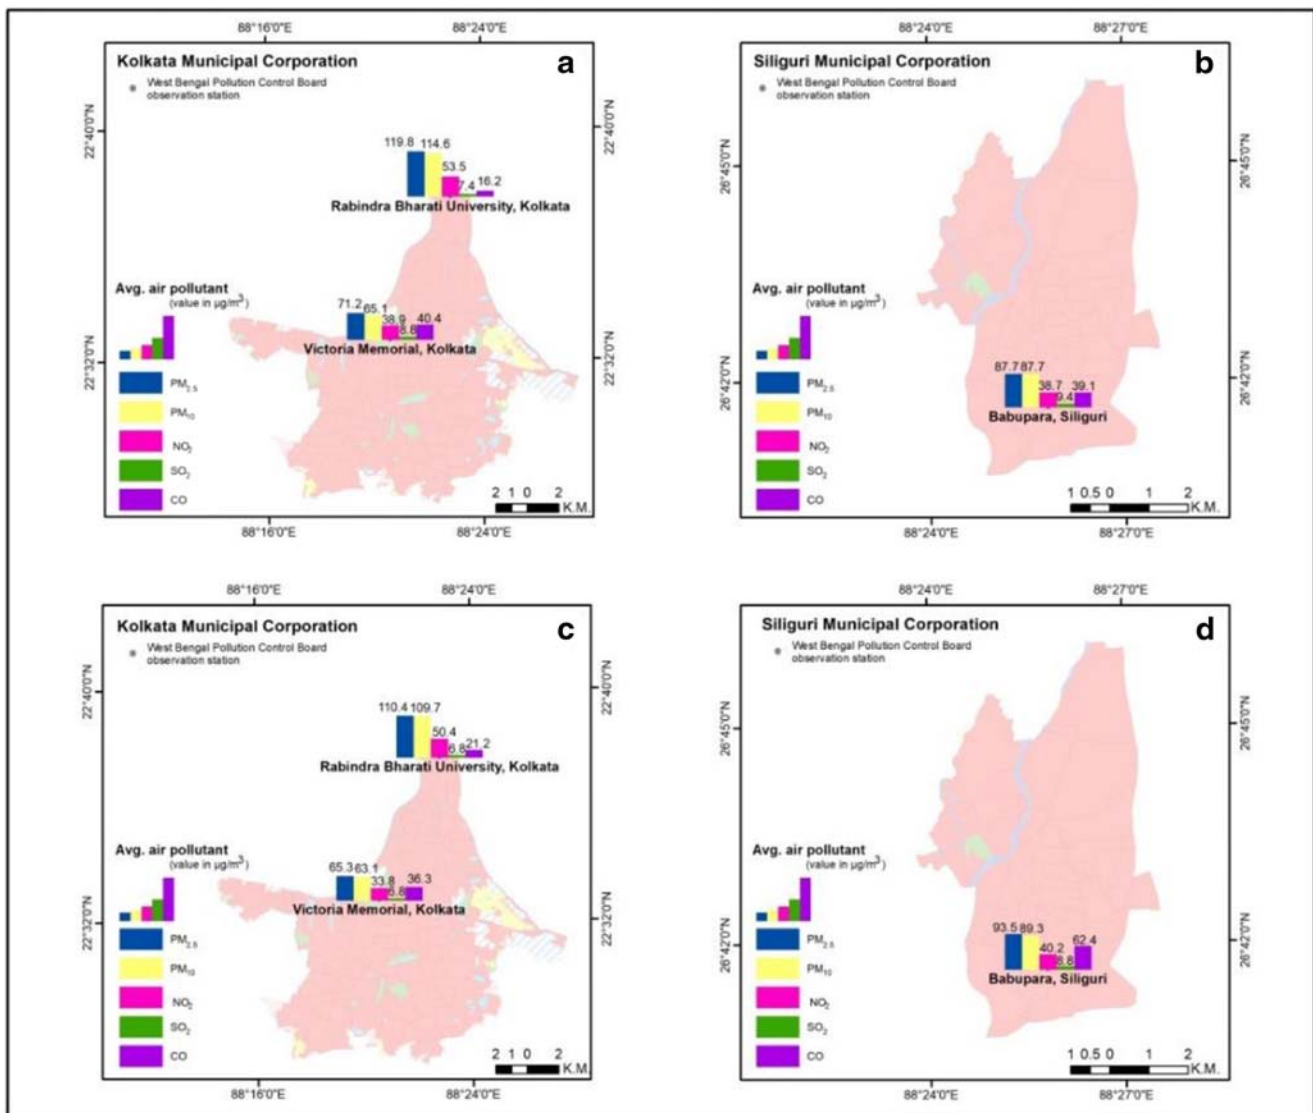 88°16'0"E 88°24'0"E
Kolkata Municipal Corporation a
West Bengal Pollution Control Board
observation station
22°40'0"N 22°40'0"N
119.8 114.6
53.5
7.4 16.2
Rabindra Bharati University, Kolkata
Avg. air pollutant
(value in µg/m³)
71.2 65.1
38.9 8.8 40.4
Victoria Memorial, Kolkata
22°32'0"N 22°32'0"N
PM2.5
PM10
NO2
SO2
CO
2 1 0 2
K.M.
88°16'0"E 88°24'0"E
88°24'0"E 88°27'0"E
Siliguri Municipal Corporation b
West Bengal Pollution Control Board
observation station
26°45'0"N 26°45'0"N
Avg. air pollutant
(value in µg/m³)
26°42'0"N 26°42'0"N
87.7 87.7
38.7 9.4 39.1
Babupara, Siliguri
PM2.5
PM10
NO2
SO2
CO
1 0.5 0 1 2
K.M.
88°24'0"E 88°27'0"E
88°16'0"E 88°24'0"E
Kolkata Municipal Corporation c
West Bengal Pollution Control Board
observation station
22°40'0"N 22°40'0"N
110.4 109.7
50.4
6.8 21.2
Rabindra Bharati University, Kolkata
Avg. air pollutant
(value in µg/m³)
65.3 63.1
33.8 36.3
Victoria Memorial, Kolkata
22°32'0"N 22°32'0"N
PM2.5
PM10
NO2
SO2
CO
2 1 0 2
K.M.
88°16'0"E 88°24'0"E
88°24'0"E 88°27'0"E
Siliguri Municipal Corporation d
West Bengal Pollution Control Board
observation station
26°45'0"N 26°45'0"N
Avg. air pollutant
(value in µg/m³)
26°42'0"N 26°42'0"N
93.5 89.3
40.2 8.8 62.4
Babupara, Siliguri
PM2.5
PM10
NO2
SO2
CO
1 0.5 0 1 2
K.M.
88°24'0"E 88°27'0"E